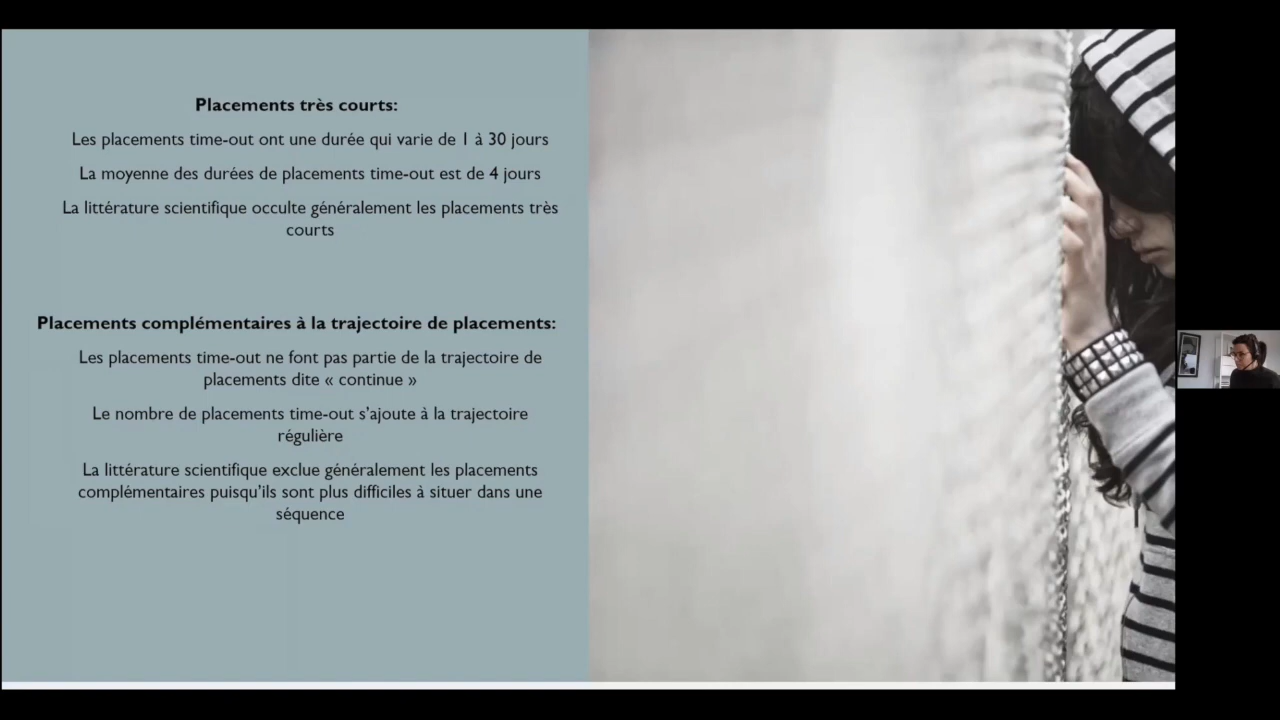 Placements très courts:
Les placements time-out ont une durée qui varie de 1 à 30 jours
La moyenne des durées de placements time-out est de 4 jours
La littérature scientifique occulte généralement les placements très
courts
Placements complémentaires à la trajectoire de placements:
Les placements time-out ne font pas partie de la trajectoire de
placements dite « continue »
Le nombre de placements time-out s’ajoute à la trajectoire
régulière
La littérature scientifique exclue généralement les placements
complémentaires puisqu’ils sont plus difficiles à situer dans une
séquence